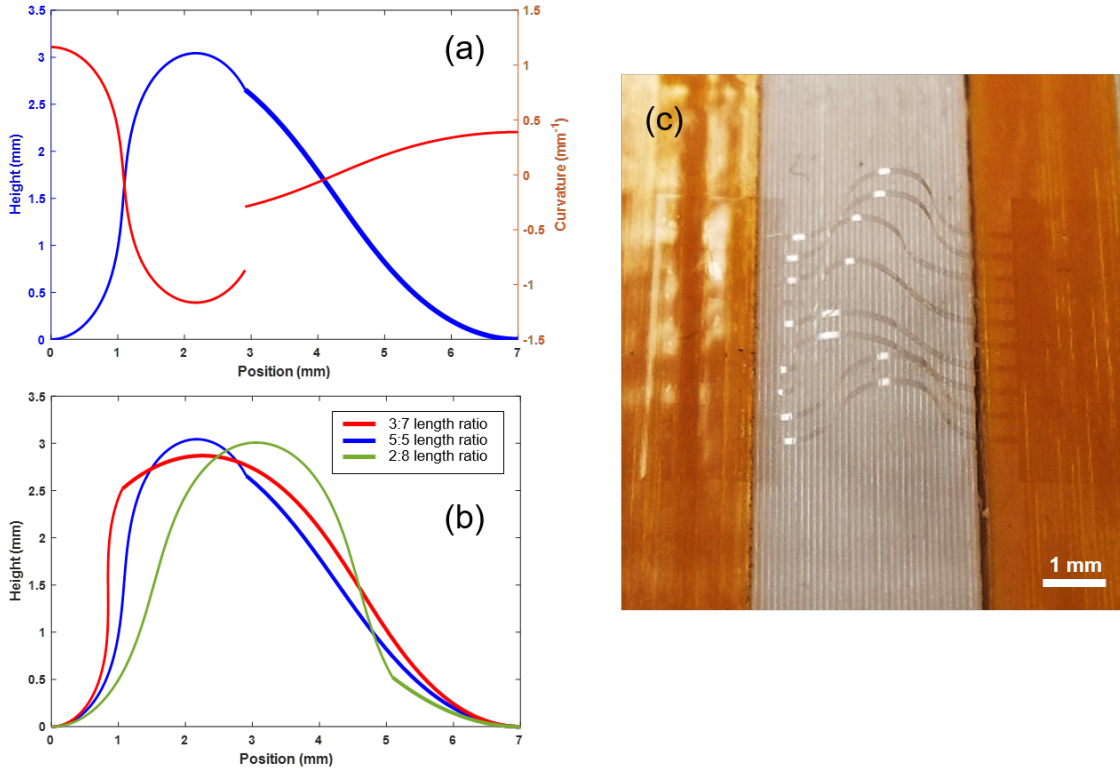 (a)
3.5
3
2.5
2
1.5
1
0.5
0
Height (mm)
1.5
1
0.4
0
-0.5
-1
-1.5
Curvature (mm-1)
0 1 2 3 4 5 6 7
Position (mm)
(b)
3.5
3
2.5
2
1.5
1
0.5
0
Height (mm)
3:7 length ratio
5:5 length ratio
2:8 length ratio
0 1 2 3 4 5 6 7
Position (mm)
(c)
1 mm